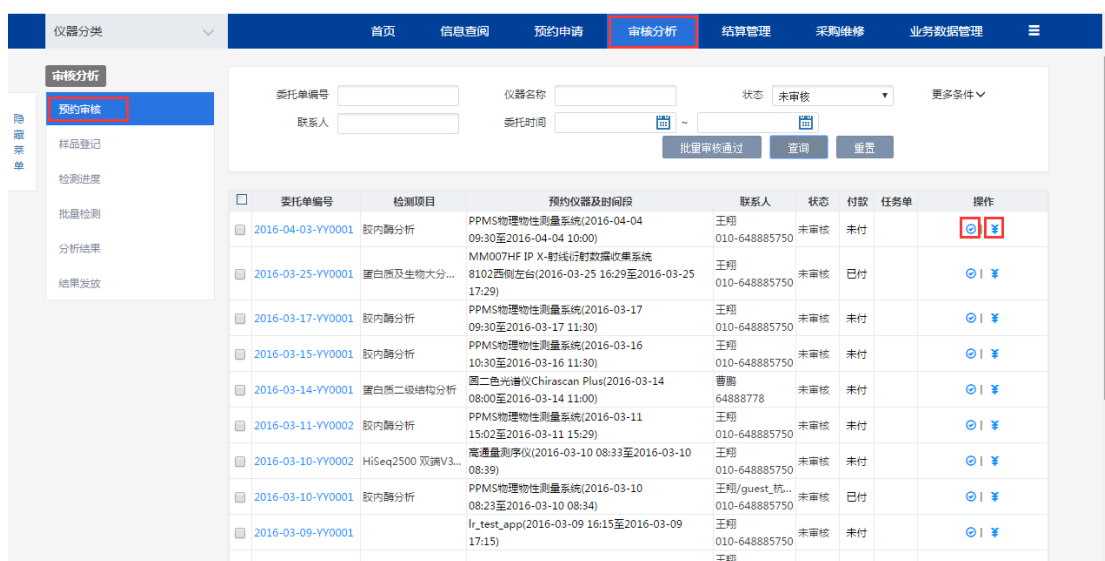 仪器分类
首页 信息查阅 预约申请 审核分析 结算管理 采购维修 业务数据管理
审核分析
预约审核
样品登记
检测进度
批量检测
分析结果
结果发放
隐藏菜单
委托单编号 仪器名称 状态 未审核 更多条件
联系人 委托时间 ~
批里审核通过 查询 重置
委托单编号 检测项目 预约仪器及时间段 联系人 状态 付款 任务单 操作
2016-04-03-YY0001 胶内酶分析 PPMS物理物性测量系统(2016-04-04 王翔 未审核 未付 | ¥
09:30至2016-04-04 10:00) 010-648885750
MM007HF IP X-射线衍射数据收集系统
2016-03-25-YY0001 蛋白质及生物大分... 8102西侧左台(2016-03-25 16:29至2016-03-25 王翔 未审核 已付 | ¥
17:29) 010-648885750
2016-03-17-YY0001 胶内酶分析 PPMS物理物性测量系统(2016-03-17 王翔 未审核 未付 | ¥
09:30至2016-03-17 11:30) 010-648885750
2016-03-15-YY0001 胶内酶分析 PPMS物理物性测量系统(2016-03-16 王翔 未审核 未付 | ¥
10:30至2016-03-16 11:30) 010-648885750
2016-03-14-YY0001 蛋白质二级结构分析 圆二色光谱仪Chirascan Plus(2016-03-14 曹鹏 未审核 未付 | ¥
08:00至2016-03-14 11:00) 64888778
2016-03-11-YY0002 胶内酶分析 PPMS物理物性测量系统(2016-03-11 王翔 未审核 未付 | ¥
15:02至2016-03-11 15:29) 010-648885750
2016-03-10-YY0002 HiSeq2500 双端V3... 高通量测序仪(2016-03-10 08:33至2016-03-10 王翔 未审核 未付 | ¥
08:39) 010-648885750
2016-03-10-YY0001 胶内酶分析 PPMS物理物性测量系统(2016-03-10 王翔/guest_杭... 未审核 已付 | ¥
08:23至2016-03-10 08:34) 010-648885750
2016-03-09-YY0001 lr_test_app(2016-03-09 16:15至2016-03-09 王翔 未审核 未付 | ¥
17:15) 010-648885750